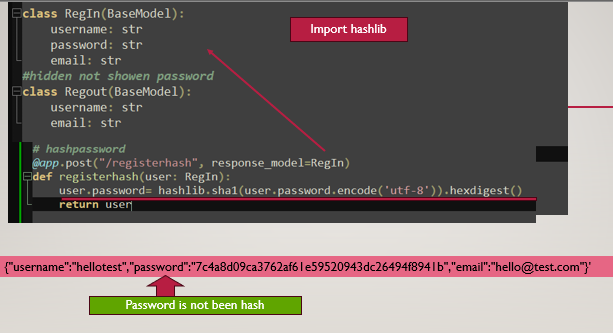 class RegIn(BaseModel):
username: str
password: str
email: str
#hidden not showen password
class Regout(BaseModel):
username: str
email: str
Import hashlib
# hashpassword
@app.post("/registerhash", response_model=RegIn)
def registerhash(user: RegIn):
user.password= hashlib.sha1(user.password.encode('utf-8')).hexdigest()
return user
{"username":"hellotest","password":"7c4a8d09ca3762af61e59520943dc26494f8941b","email":"hello@test.com"}'
Password is not been hash